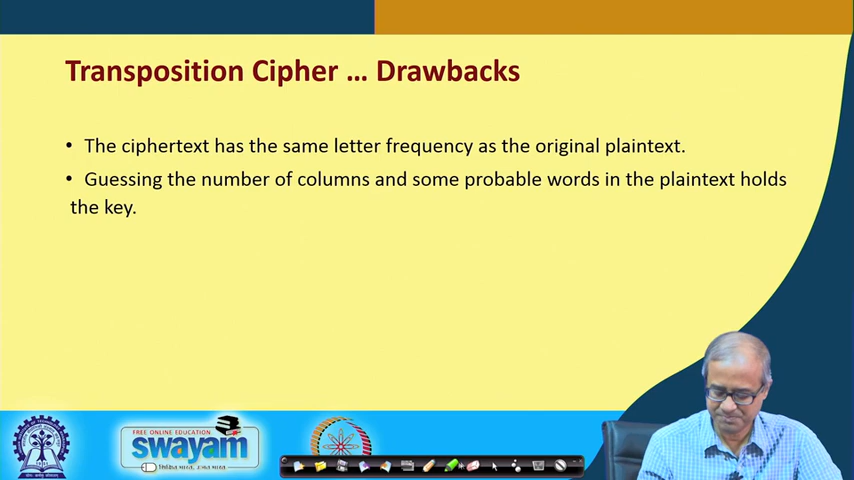 Transposition Cipher ... Drawbacks
• The ciphertext has the same letter frequency as the original plaintext.
• Guessing the number of columns and some probable words in the plaintext holds
the key.
FREE ONLINE EDUCATION
swayam